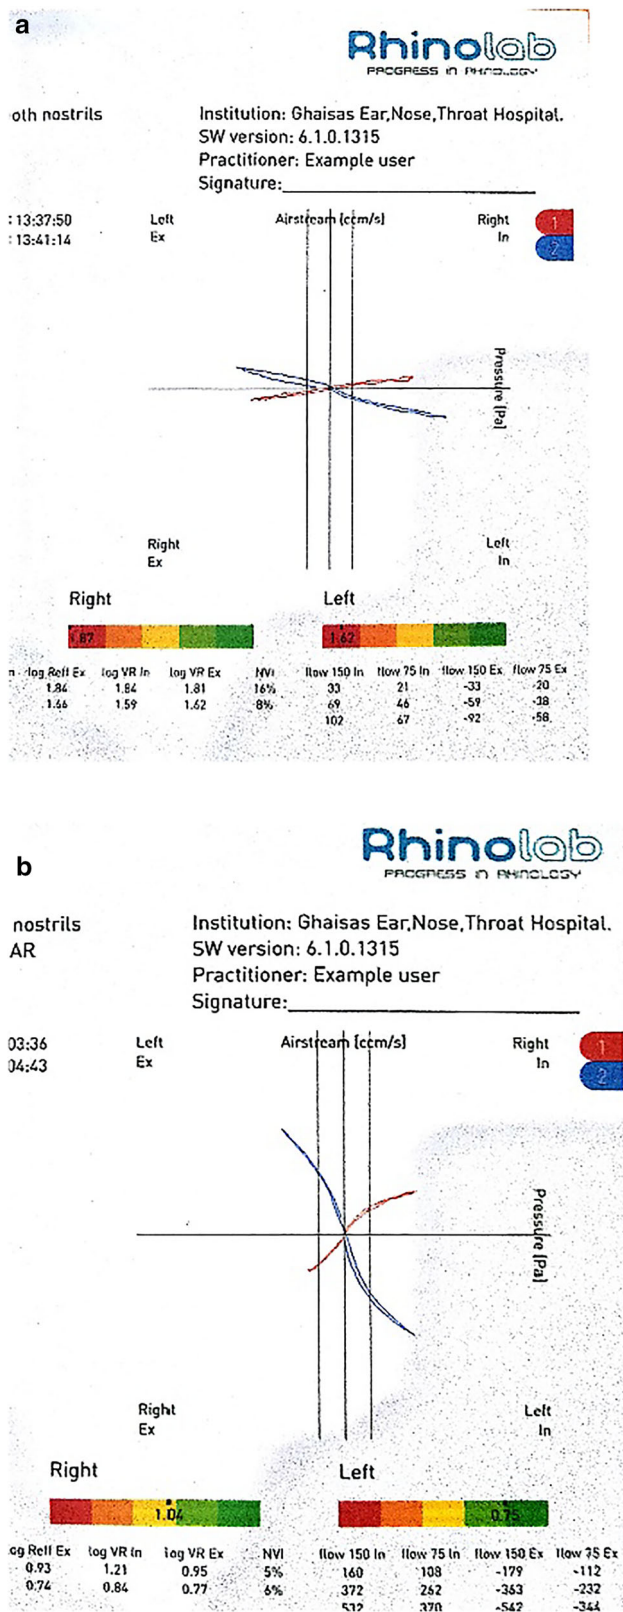 a
Rhinolab
PROGRESS IN RHINOLOGY
oth nostrils
Institution: Ghaisas Ear,Nose,Throat Hospital.
SW version: 6.1.0.1315
Practitioner: Example user
Signature:
: 13:37:50
: 13:41:14
Left
Ex
Airstream [ccm/s]
Right
In
1
2
Pressure [Pa]
Right
Ex
Left
In
Right
Left
1.87
1.62
log Reff Ex log VR In log VR Ex NVI flow 150 In flow 75 In flow 150 Ex flow 75 Ex
1.84 1.84 1.81 16% 33 21 -33 -20
1.66 1.59 1.62 8% 69 46 -59 -38
102 67 -92 -58
b
Rhinolab
PROGRESS IN RHINOLOGY
nostrils
AR
Institution: Ghaisas Ear,Nose,Throat Hospital.
SW version: 6.1.0.1315
Practitioner: Example user
Signature:
03:36
04:43
Left
Ex
Airstream [ccm/s]
Right
In
1
2
Pressure [Pa]
Right
Ex
Left
In
Right
Left
1.04
0.75
og Reff Ex log VR In log VR Ex NVI flow 150 In flow 75 In flow 150 Ex flow 75 Ex
0.93 1.21 0.95 5% 160 108 -179 -112
0.74 0.84 0.77 6% 372 262 -363 -232
532 370 -542 -344